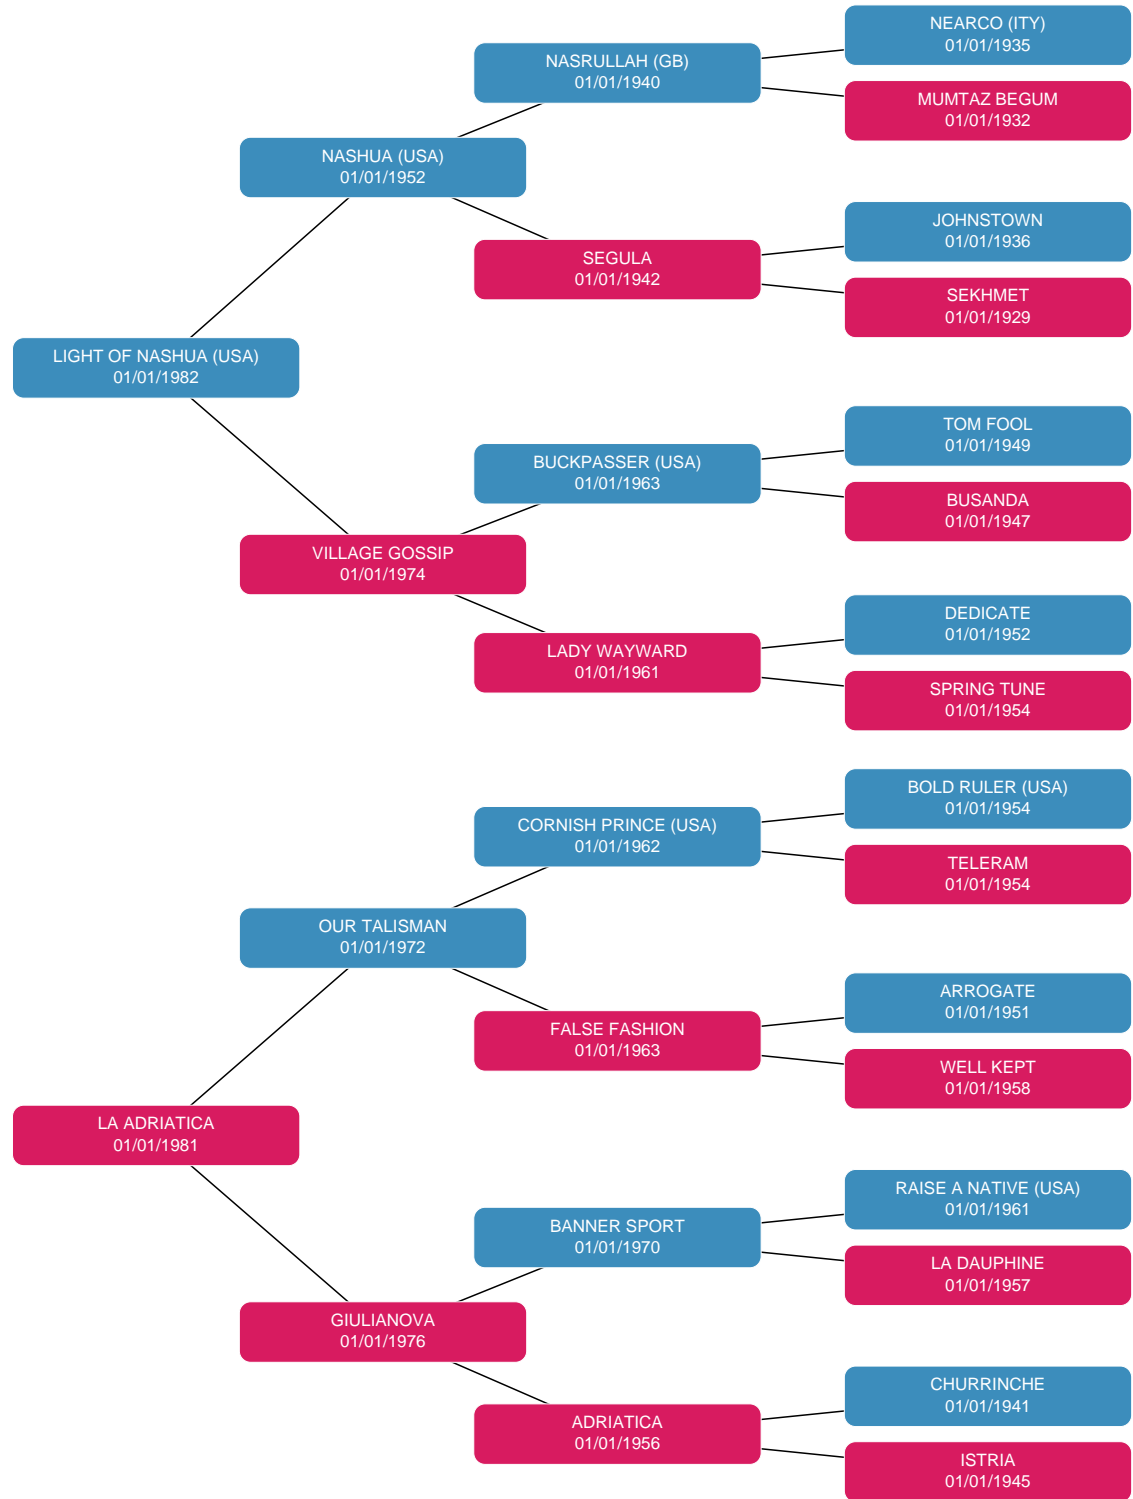 NEARCO (ITY)
01/01/1935
NASRULLAH (GB)
01/01/1940
MUMTAZ BEGUM
01/01/1932
NASHUA (USA)
01/01/1952
JOHNSTOWN
01/01/1936
SEGULA
01/01/1942
SEKHMET
01/01/1929
LIGHT OF NASHUA (USA)
01/01/1982
TOM FOOL
01/01/1949
BUCKPASSER (USA)
01/01/1963
BUSANDA
01/01/1947
VILLAGE GOSSIP
01/01/1974
DEDICATE
01/01/1952
LADY WAYWARD
01/01/1961
SPRING TUNE
01/01/1954
BOLD RULER (USA)
01/01/1954
CORNISH PRINCE (USA)
01/01/1962
TELERAM
01/01/1954
OUR TALISMAN
01/01/1972
ARROGATE
01/01/1951
FALSE FASHION
01/01/1963
WELL KEPT
01/01/1958
LA ADRIATICA
01/01/1981
RAISE A NATIVE (USA)
01/01/1961
BANNER SPORT
01/01/1970
LA DAUPHINE
01/01/1957
GIULIANOVA
01/01/1976
CHURRINCHE
01/01/1941
ADRIATICA
01/01/1956
ISTRIA
01/01/1945